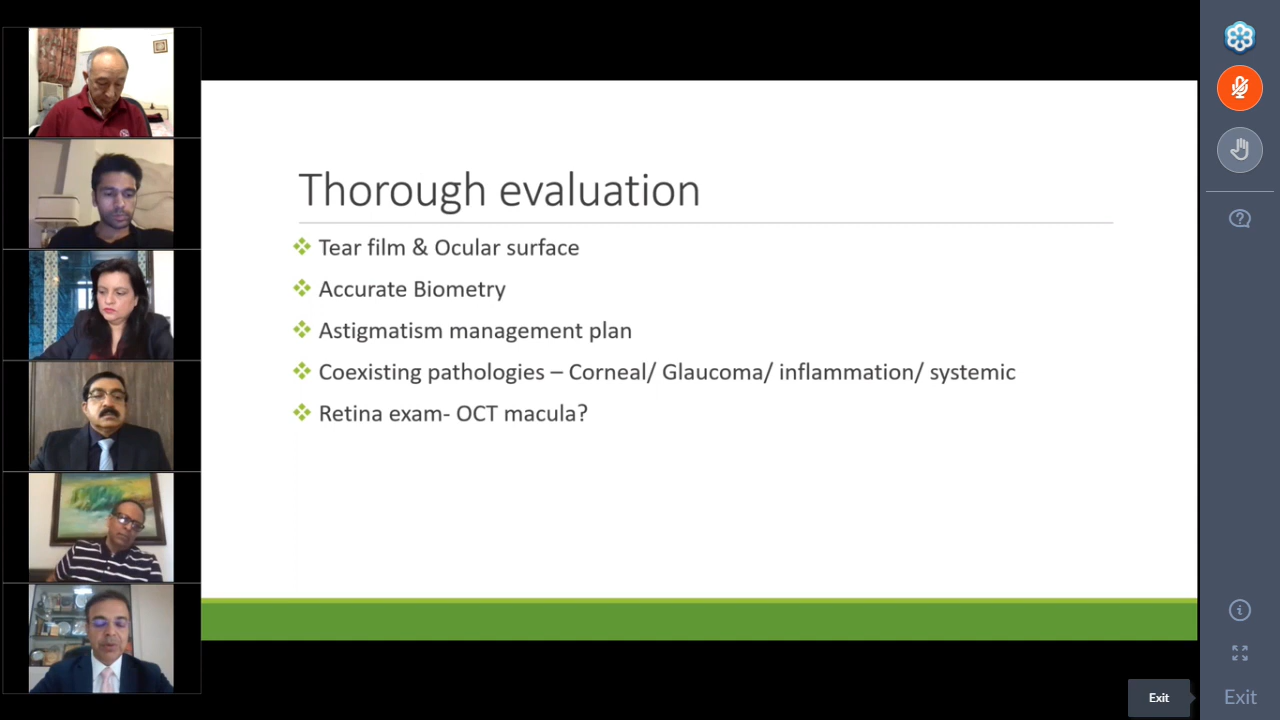 Thorough evaluation
Tear film & Ocular surface
Accurate Biometry
Astigmatism management plan
Coexisting pathologies – Corneal/ Glaucoma/ inflammation/ systemic
Retina exam- OCT macula?
Exit
Exit